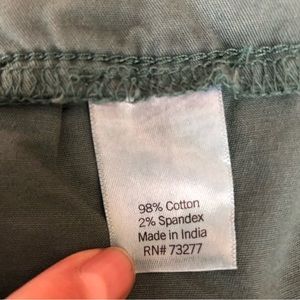 98% Cotton
2% Spandex
Made in India
RN# 73277